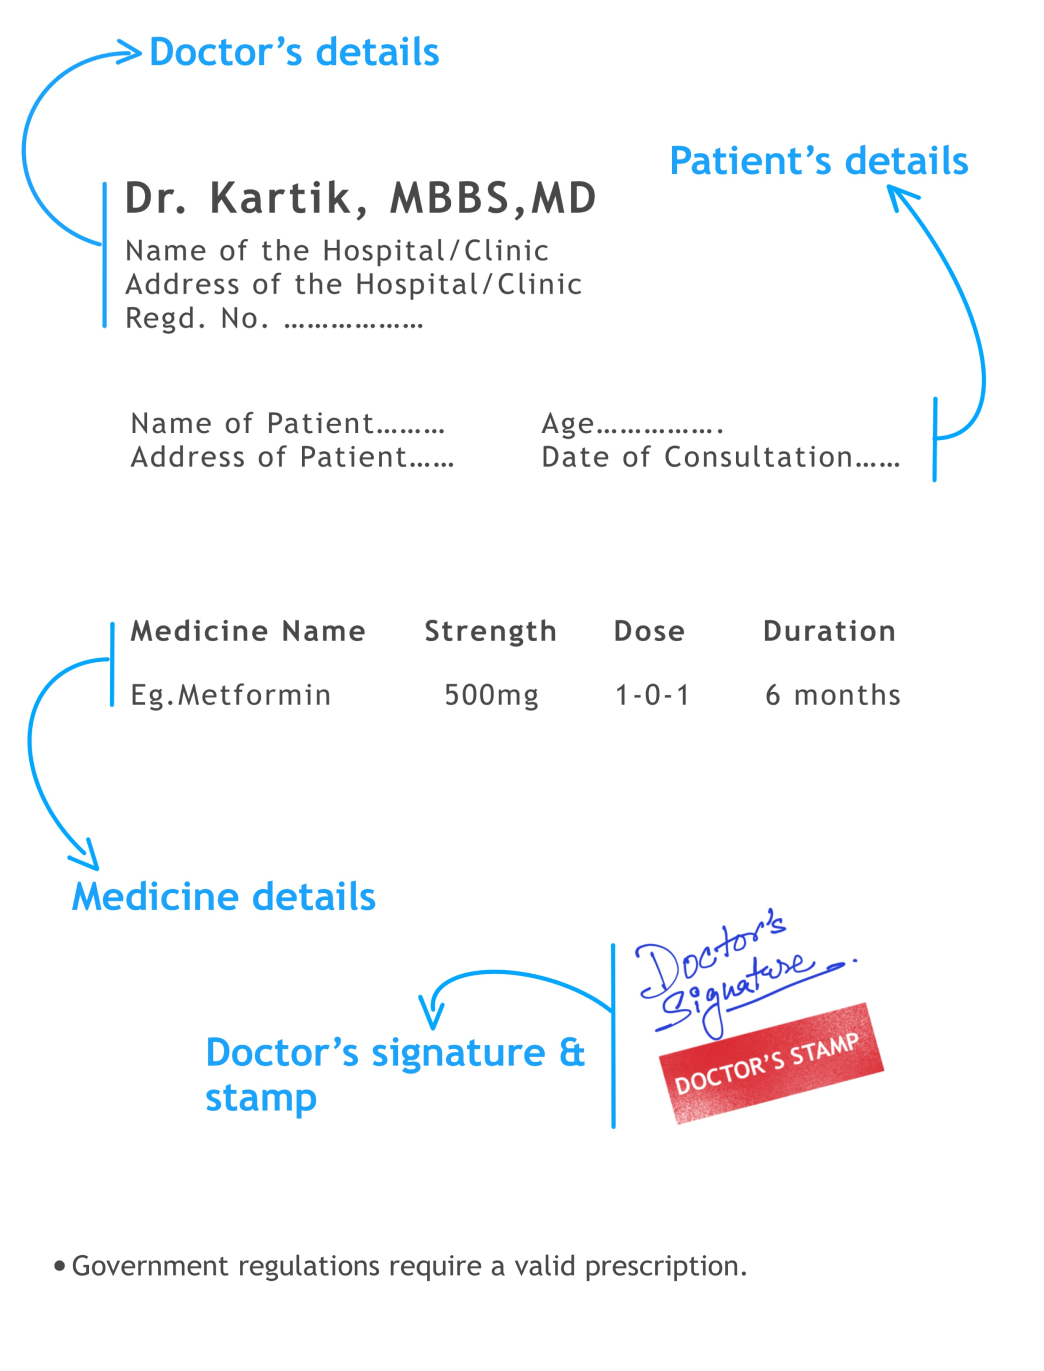 Doctor’s details
Patient’s details
Dr. Kartik, MBBS,MD
Name of the Hospital/Clinic
Address of the Hospital/Clinic
Regd. No. ………………
Name of Patient……… Age…………….
Address of Patient…… Date of Consultation……
Medicine Name Strength Dose Duration
Eg.Metformin 500mg 1-0-1 6 months
Medicine details
Doctor's
Signature
Doctor’s signature &
stamp
DOCTOR’S STAMP
• Government regulations require a valid prescription.